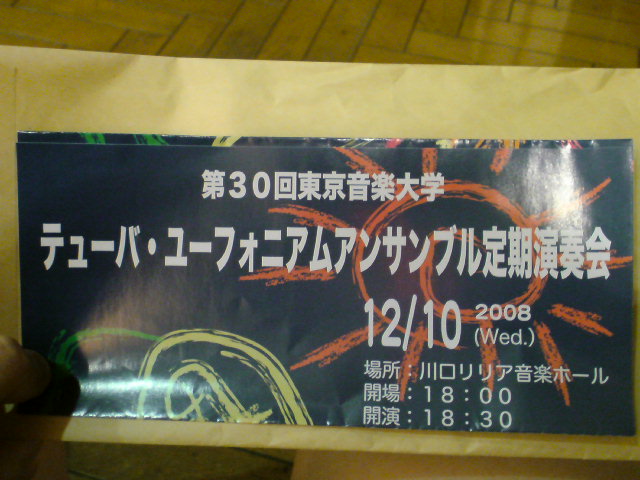 第30回東京音楽大学
テューバ・ユーフォニアムアンサンブル定期演奏会
12/10 2008 (Wed.)
場所：川口リリア音楽ホール
開場：18：00
開演：18：30